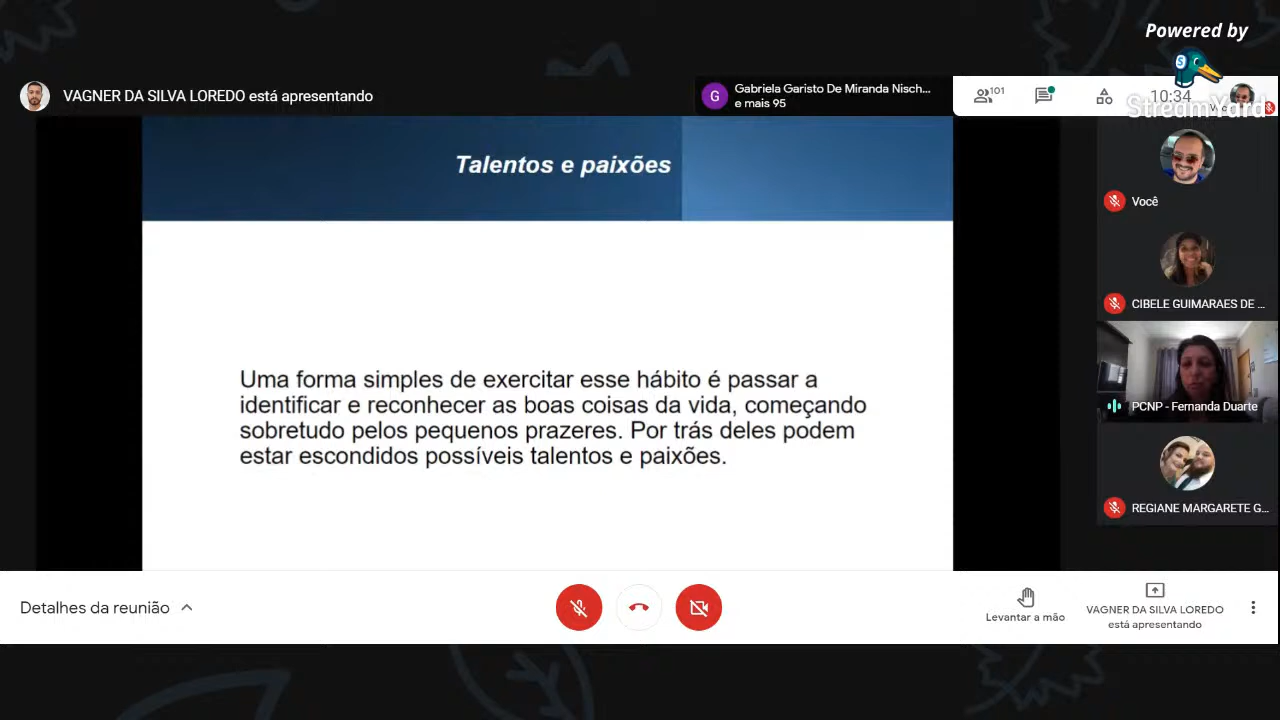 Powered by
StreamYard
VAGNER DA SILVA LOREDO está apresentando
G
Gabriela Garisto De Miranda Nisch...
e mais 95
101
10:34
Talentos e paixões
Uma forma simples de exercitar esse hábito é passar a
identificar e reconhecer as boas coisas da vida, começando
sobretudo pelos pequenos prazeres. Por trás deles podem
estar escondidos possíveis talentos e paixões.
Você
CIBELE GUIMARAES DE ...
PCNP - Fernanda Duarte
REGIANE MARGARETE G...
Detalhes da reunião
Levantar a mão
VAGNER DA SILVA LOREDO
está apresentando